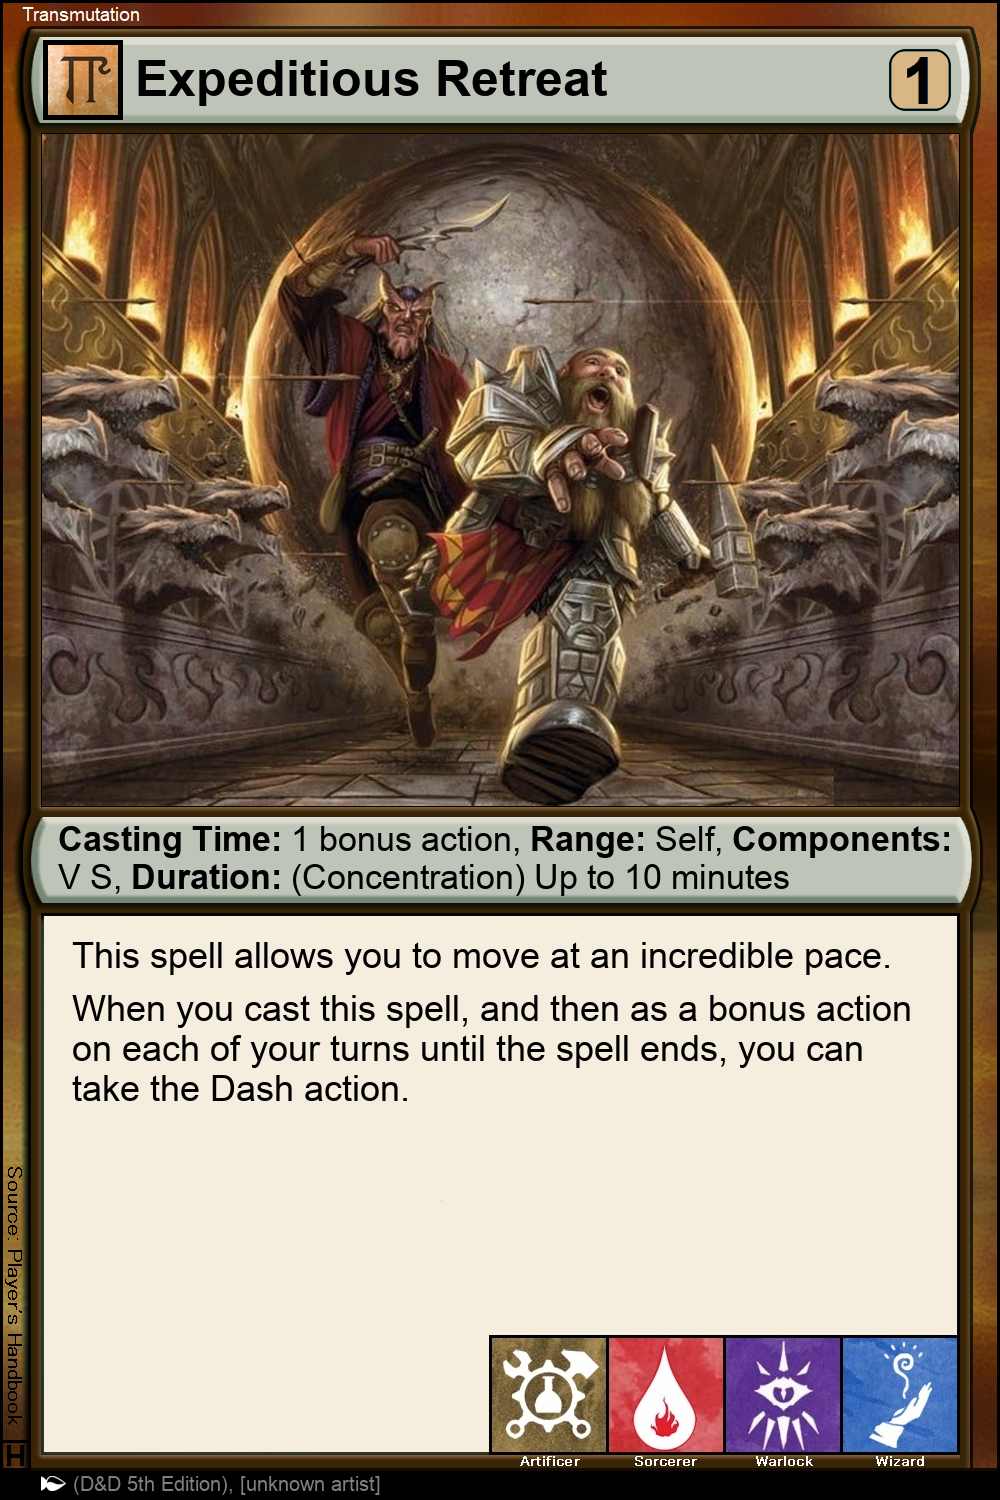 Transmutation
Expeditious Retreat
1
Casting Time: 1 bonus action, Range: Self, Components:
V S, Duration: (Concentration) Up to 10 minutes
This spell allows you to move at an incredible pace.
When you cast this spell, and then as a bonus action
on each of your turns until the spell ends, you can
take the Dash action.
Source: Player's Handbook
H
Artificer
Sorcerer
Warlock
Wizard
(D&D 5th Edition), [unknown artist]